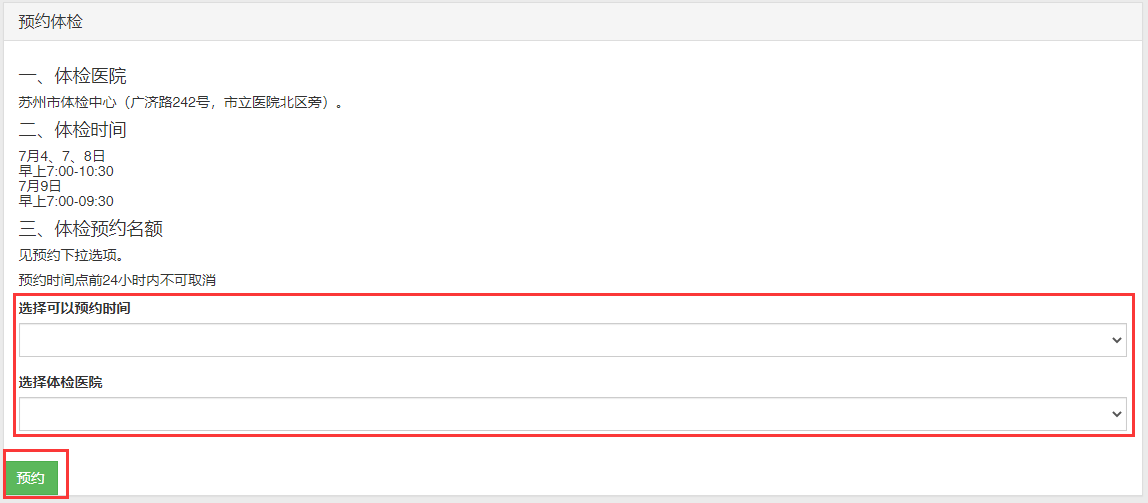 预约体检
一、体检医院
苏州市体检中心（广济路242号，市立医院北区旁）。
二、体检时间
7月4、7、8日
早上7:00-10:30
7月9日
早上7:00-09:30
三、体检预约名额
见预约下拉选项。
预约时间点前24小时内不可取消
选择可以预约时间
选择体检医院
预约